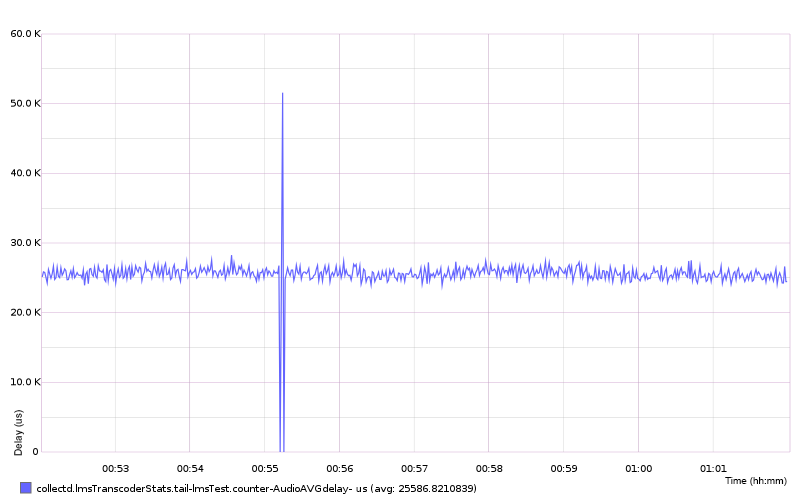 60.0 K
50.0 K
40.0 K
30.0 K
20.0 K
10.0 K
0
Delay (us)
00:53 00:54 00:55 00:56 00:57 00:58 00:59 01:00 01:01
Time (hh:mm)
collectd.lmsTranscoderStats.tail-lmsTest.counter-AudioAVGdelay- us (avg: 25586.8210839)